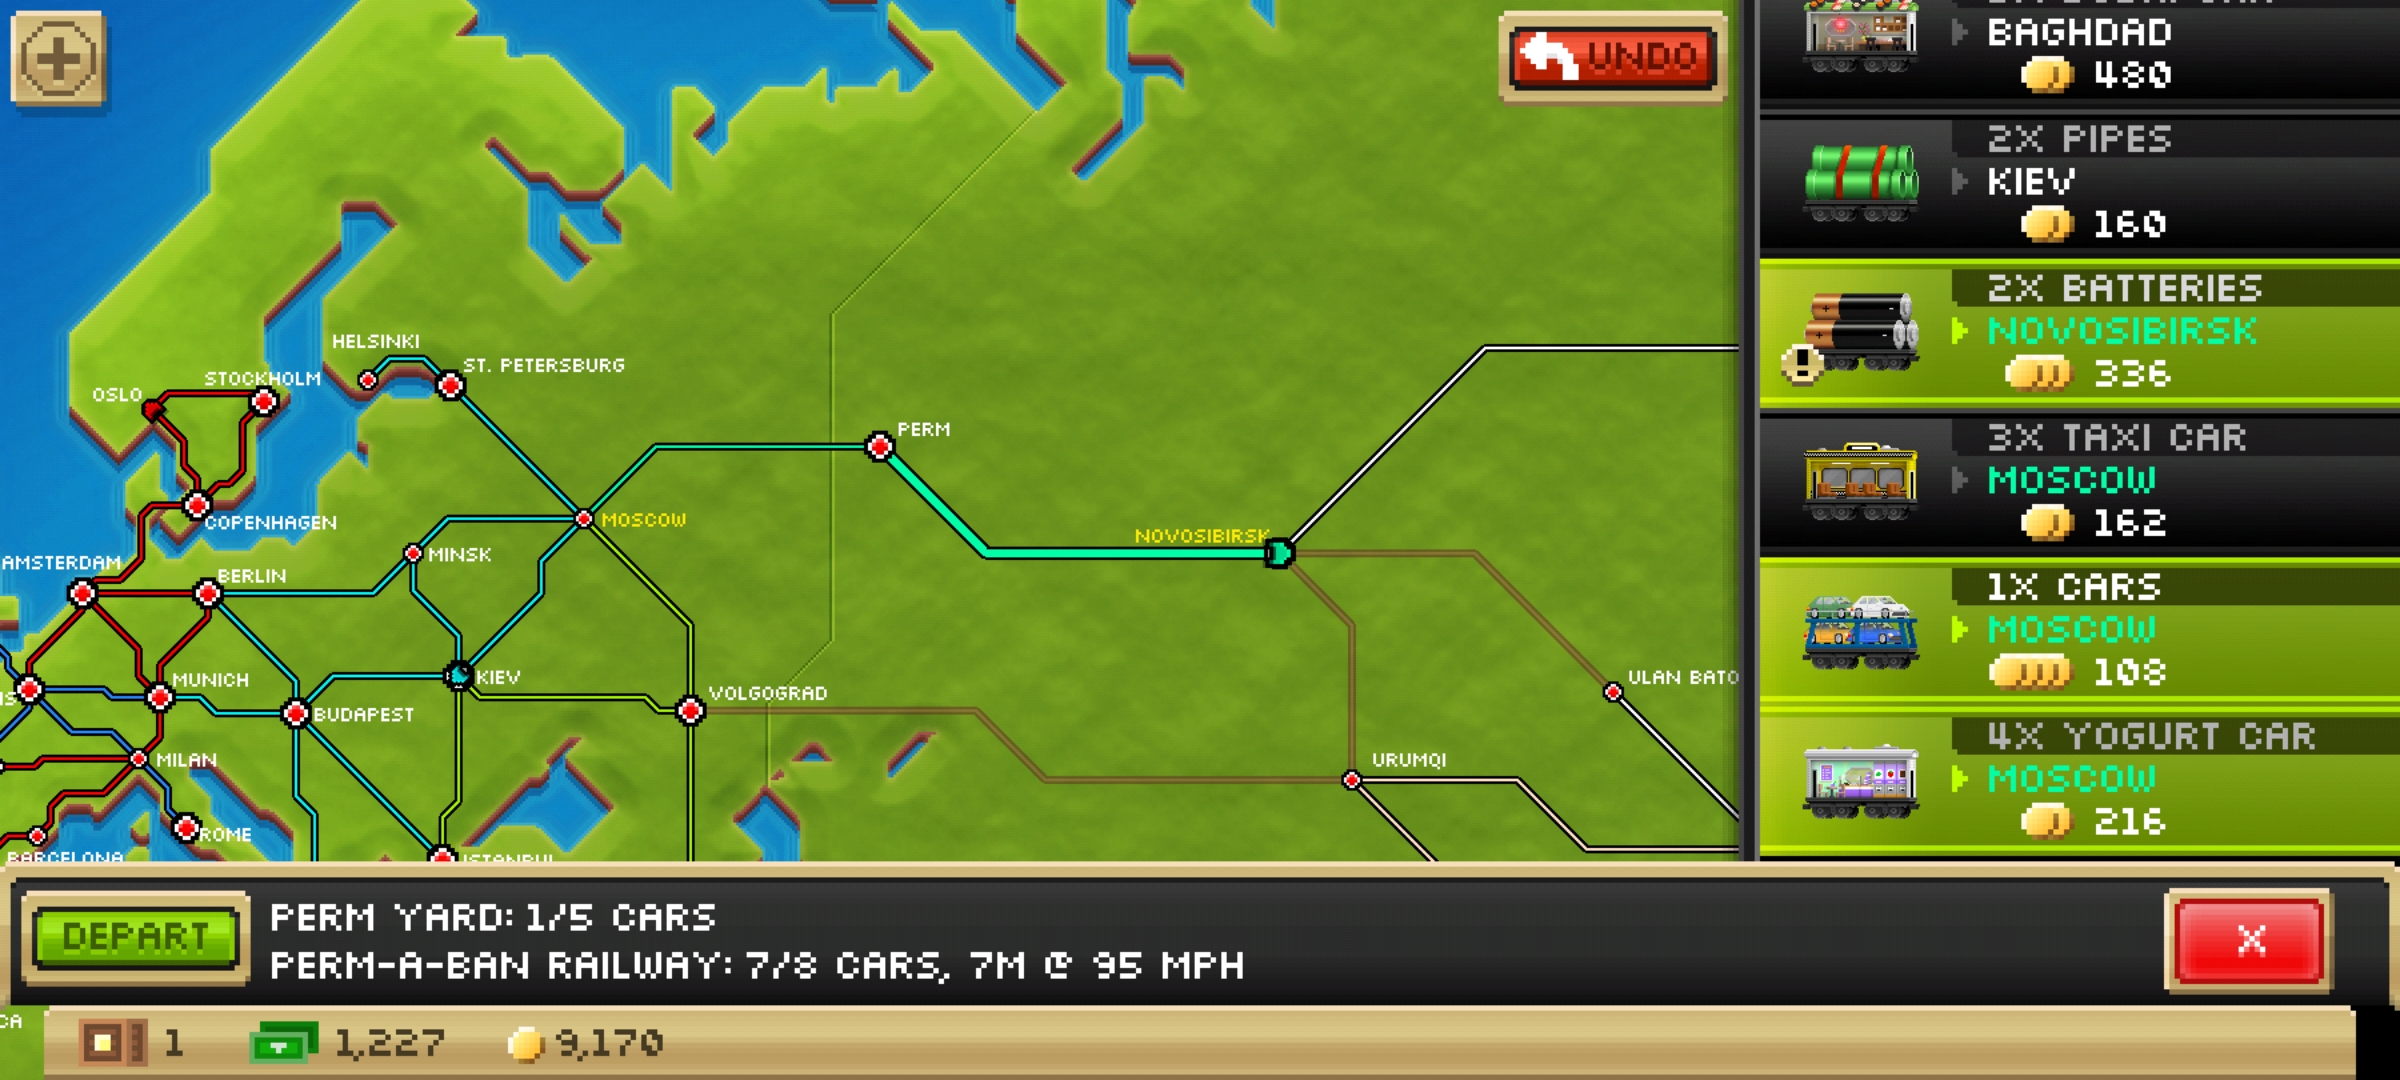 UNDO
BAGHDAD
480
2X PIPES
KIEV
160
2X BATTERIES
NOVOSIBIRSK
336
3X TAXI CAR
MOSCOW
162
1X CARS
MOSCOW
108
4X YOGURT CAR
MOSCOW
216
HELSINKI
ST. PETERSBURG
STOCKHOLM
OSLO
PERM
COPENHAGEN
MOSCOW
NOVOSIBIRSK
MINSK
AMSTERDAM
BERLIN
KIEV
MUNICH
ULAN BATO
VOLGOGRAD
BUDAPEST
MILAN
URUMQI
ROME
BARCELONA
ISTANBUL
DEPART
PERM YARD: 1/5 CARS
PERM-A-BAN RAILWAY: 7/8 CARS, 7M @ 95 MPH
X
CA
1
1,227
9,170